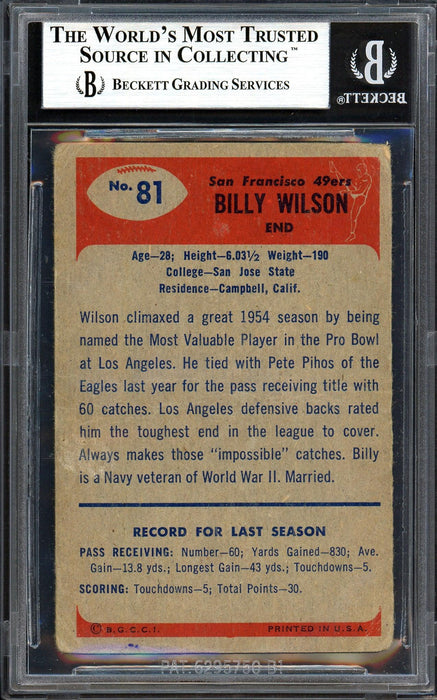 THE WORLD'S MOST TRUSTED
SOURCE IN COLLECTING™
B BECKETT GRADING SERVICES
B
BECKETT®
No. 81
San Francisco 49ers
BILLY WILSON
END
Age—28; Height—6.03½ Weight—190
College—San Jose State
Residence—Campbell, Calif.
Wilson climaxed a great 1954 season by being
named the Most Valuable Player in the Pro Bowl
at Los Angeles. He tied with Pete Pihos of the
Eagles last year for the pass receiving title with
60 catches. Los Angeles defensive backs rated
him the toughest end in the league to cover.
Always makes those "impossible" catches. Billy
is a Navy veteran of World War II. Married.
RECORD FOR LAST SEASON
PASS RECEIVING: Number—60; Yards Gained—830; Ave.
Gain—13.8 yds.; Longest Gain—43 yds.; Touchdowns—5.
SCORING: Touchdowns—5; Total Points—30.
© B.G.C.C.I. PRINTED IN U.S.A.
PAT. 6295750 B1